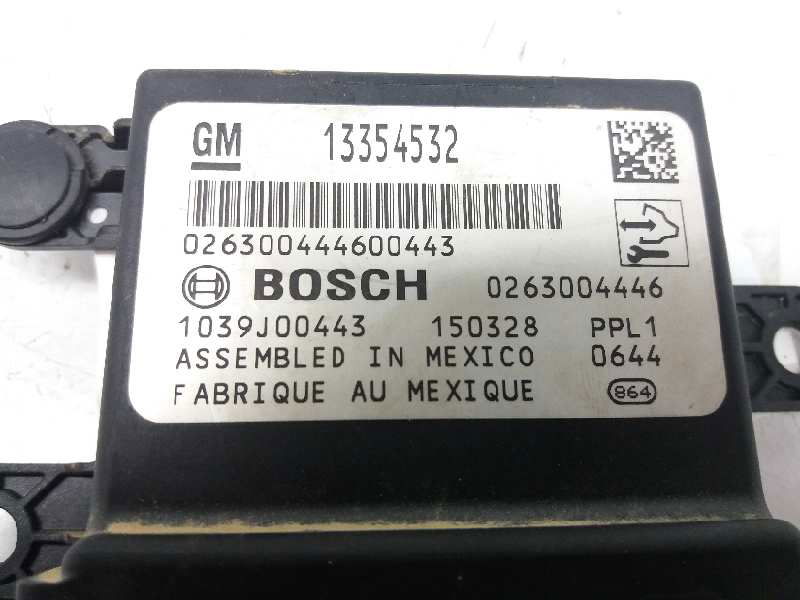 GM 13354532
026300444600443
BOSCH 0263004446
1039J00443 150328 PPL1
ASSEMBLED IN MEXICO 0644
FABRIQUE AU MEXIQUE 864